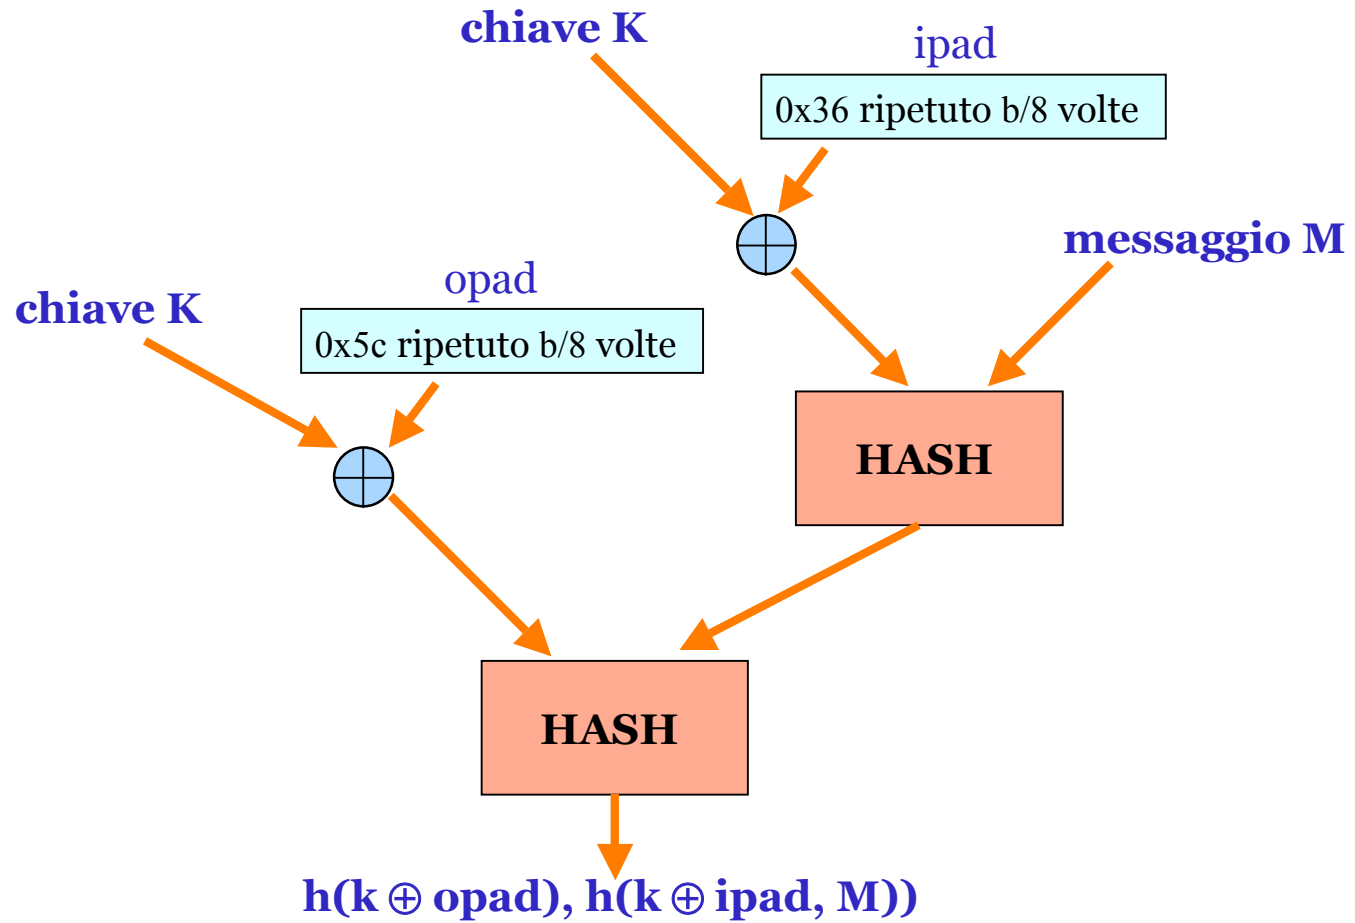 chiave K
ipad
0x36 ripetuto b/8 volte
messaggio M
opad
chiave K
0x5c ripetuto b/8 volte
HASH
HASH
h(k ⊕ opad), h(k ⊕ ipad, M))